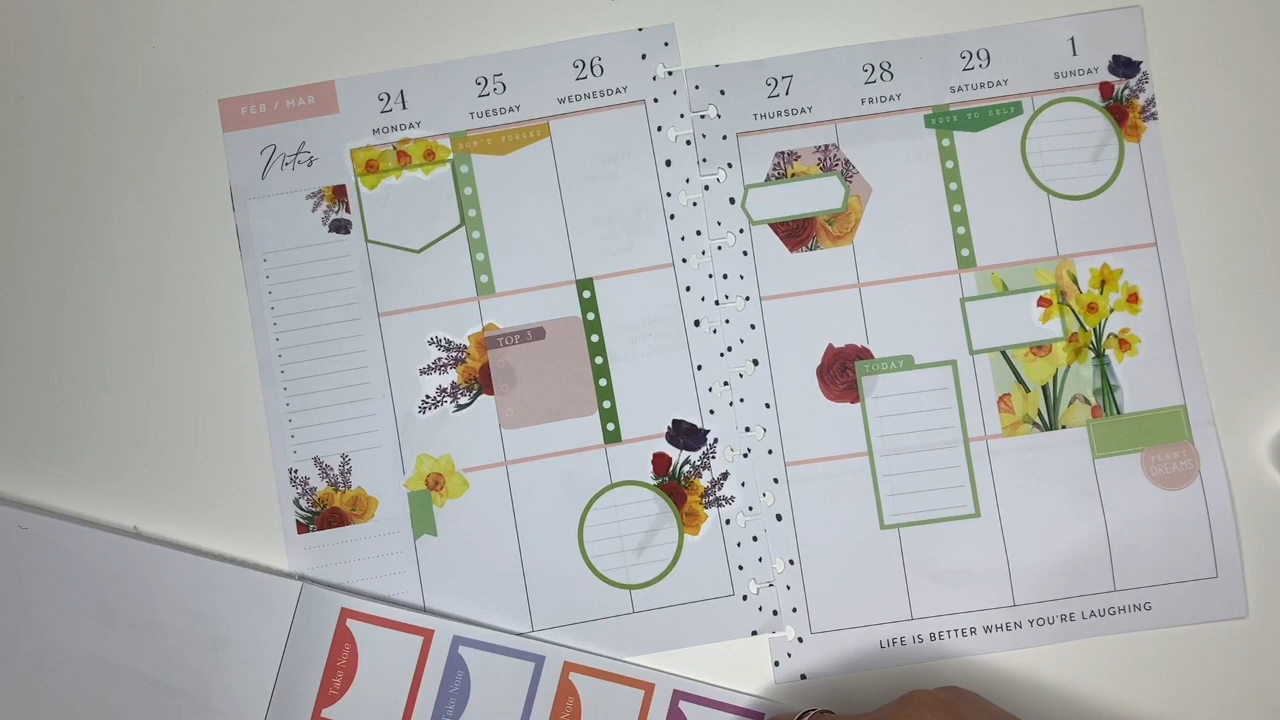 FEB / MAR
24
MONDAY
25
TUESDAY
26
WEDNESDAY
27
THURSDAY
28
FRIDAY
29
SATURDAY
1
SUNDAY
Notes
DON'T FORGET
NOTE TO SELF
TOP 3
TODAY
PLANT
DREAMS
LIFE IS BETTER WHEN YOU'RE LAUGHING
Take Note
Take Note
Take Note